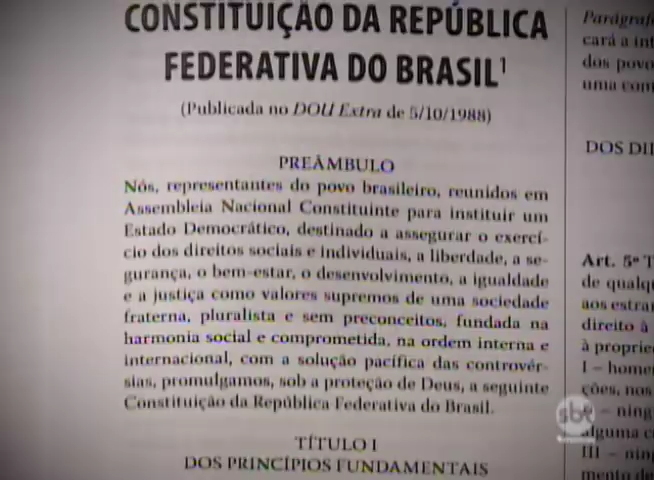 CONSTITUIÇÃO DA REPÚBLICA
FEDERATIVA DO BRASIL¹
(Publicada no DOU Extra de 5/10/1988)
PREÂMBULO
Nós, representantes do povo brasileiro, reunidos em
Assembleia Nacional Constituinte para instituir um
Estado Democrático, destinado a assegurar o exercí-
cio dos direitos sociais e individuais, a liberdade, a se-
gurança, o bem-estar, o desenvolvimento, a igualdade
e a justiça como valores supremos de uma sociedade
fraterna, pluralista e sem preconceitos, fundada na
harmonia social e comprometida, na ordem interna e
internacional, com a solução pacífica das controvér-
sias, promulgamos, sob a proteção de Deus, a seguinte
Constituição da República Federativa do Brasil.
TÍTULO I
DOS PRINCÍPIOS FUNDAMENTAIS
cará a int
dos povo
uma com
DOS DI
Art. 5º T
de qualq
aos estran
direito à
à proprie
I – home
ções, nos
II – ning
alguma c
III – ning
mento de
sbt